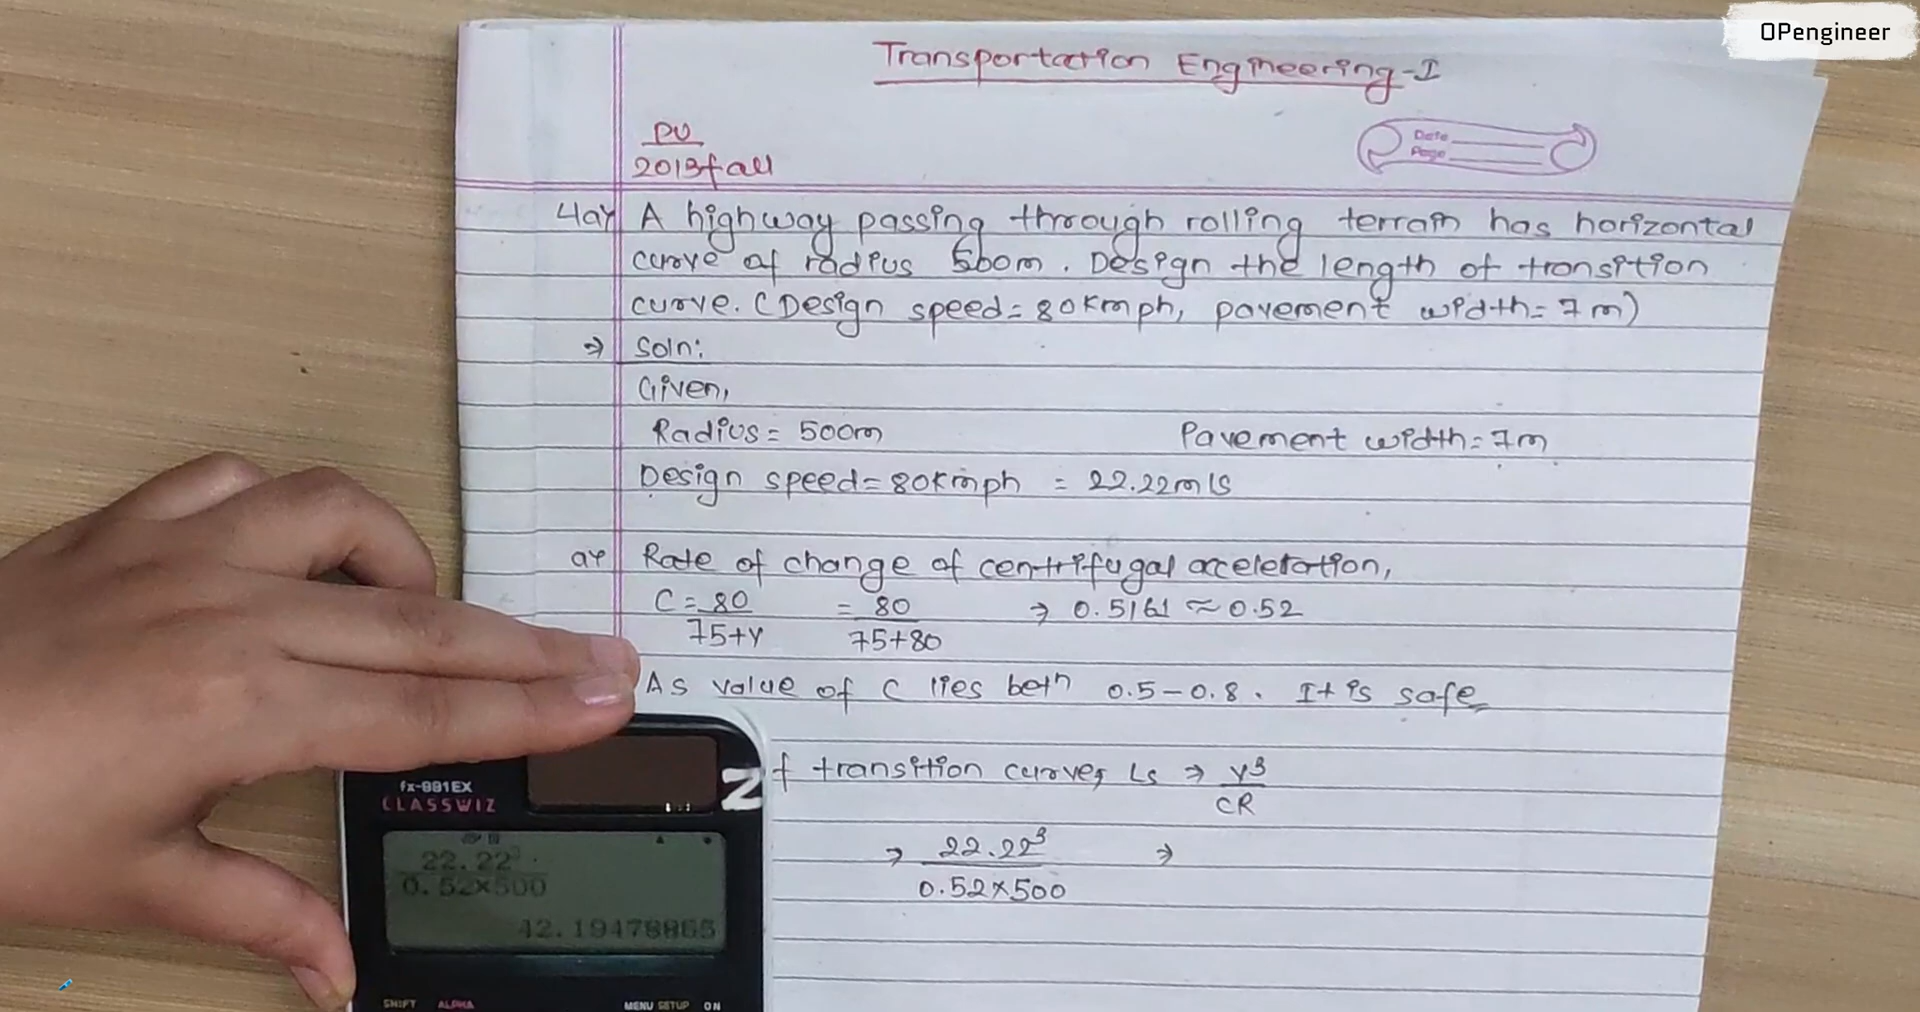 OPengineer
Transportation Engineering-I
PU
2013fall
Date
Page
4a) A highway passing through rolling terrain has horizontal
curve of radius 500m. Design the length of transition
curve. (Design speed = 80kmph, pavement width = 7m)
⇒ Soln:
Given,
Radius = 500m Pavement width = 7m
Design speed = 80kmph = 22.22m/s
a) Rate of change of centrifugal acceleration,
C = 80/75+V = 80/75+80 → 0.5161 ≈ 0.52
As value of C lies betn 0.5-0.8. It is safe
f transition curve, Ls ⇒ V³/CR
⇒ 22.22³/0.52×500 ⇒
fx-991EX
CLASSWIZ
22.22³
0.52×500
42.19478865
SHIFT ALPHA MENU SETUP ON